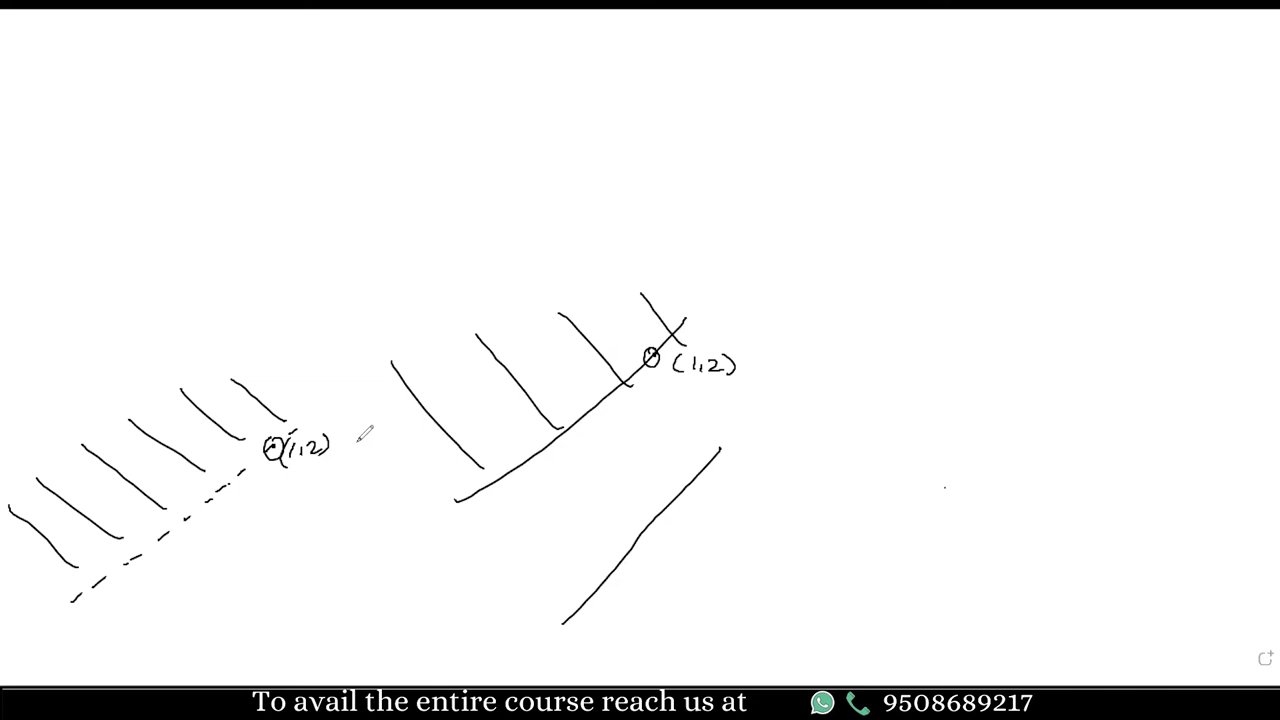 (1,2)
(1,2)
To avail the entire course reach us at 9508689217